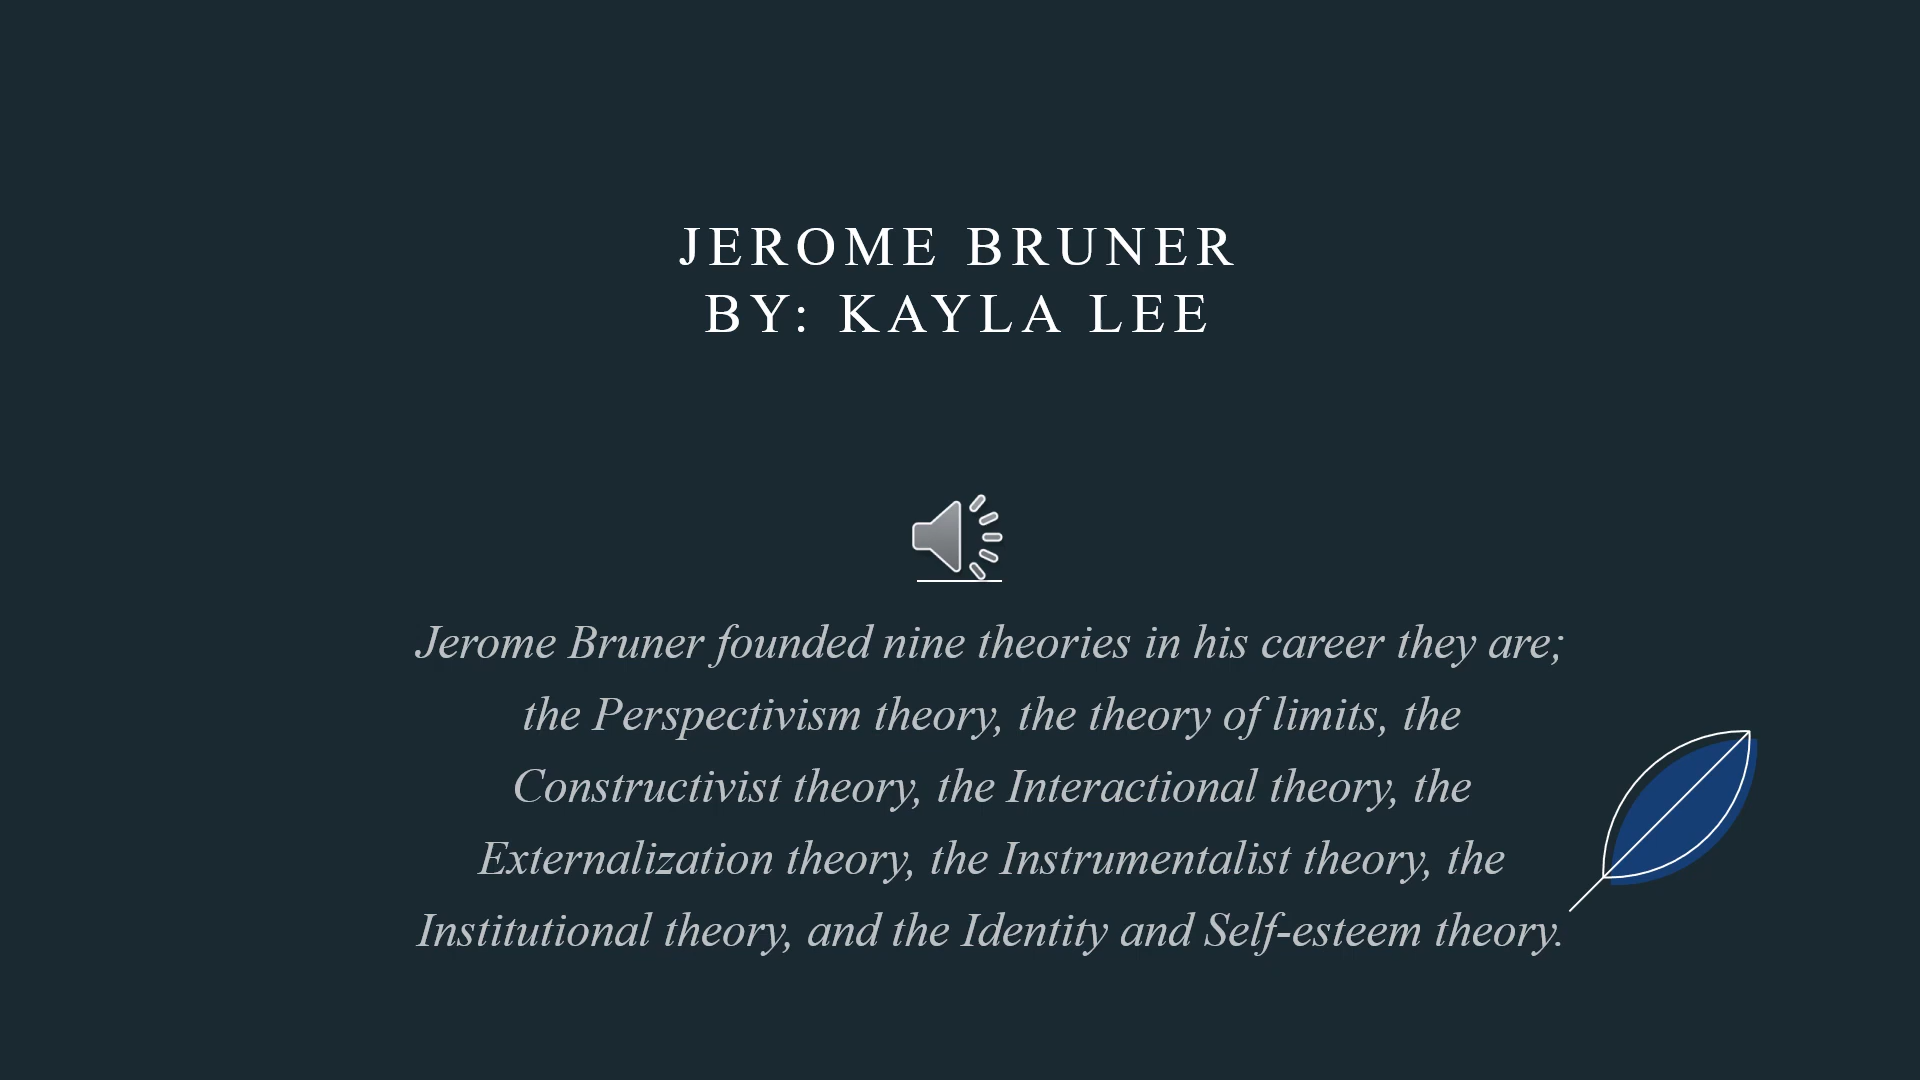 JEROME BRUNER
BY: KAYLA LEE
Jerome Bruner founded nine theories in his career they are;
the Perspectivism theory, the theory of limits, the
Constructivist theory, the Interactional theory, the
Externalization theory, the Instrumentalist theory, the
Institutional theory, and the Identity and Self-esteem theory.